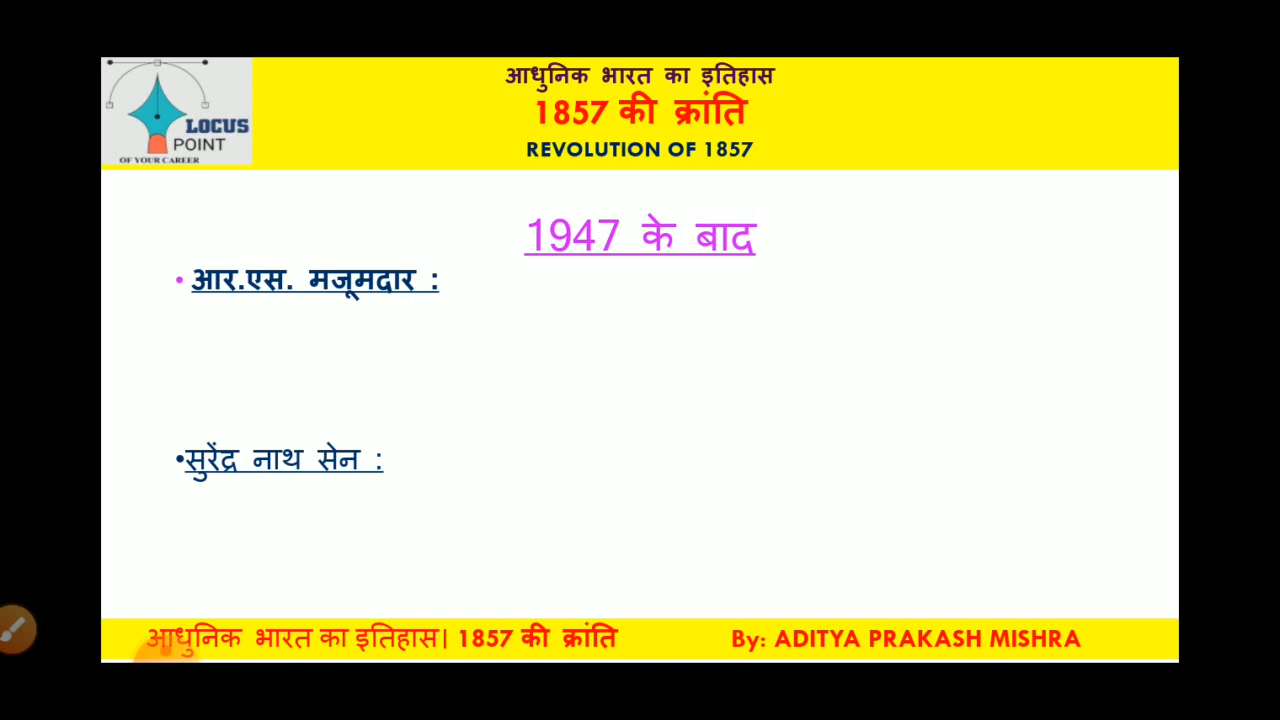 LOCUS
POINT
OF YOUR CAREER
आधुनिक भारत का इतिहास
1857 की क्रांति
REVOLUTION OF 1857
1947 के बाद
• आर.एस. मजूमदार :
•सुरेंद्र नाथ सेन :
आधुनिक भारत का इतिहास। 1857 की क्रांति By: ADITYA PRAKASH MISHRA